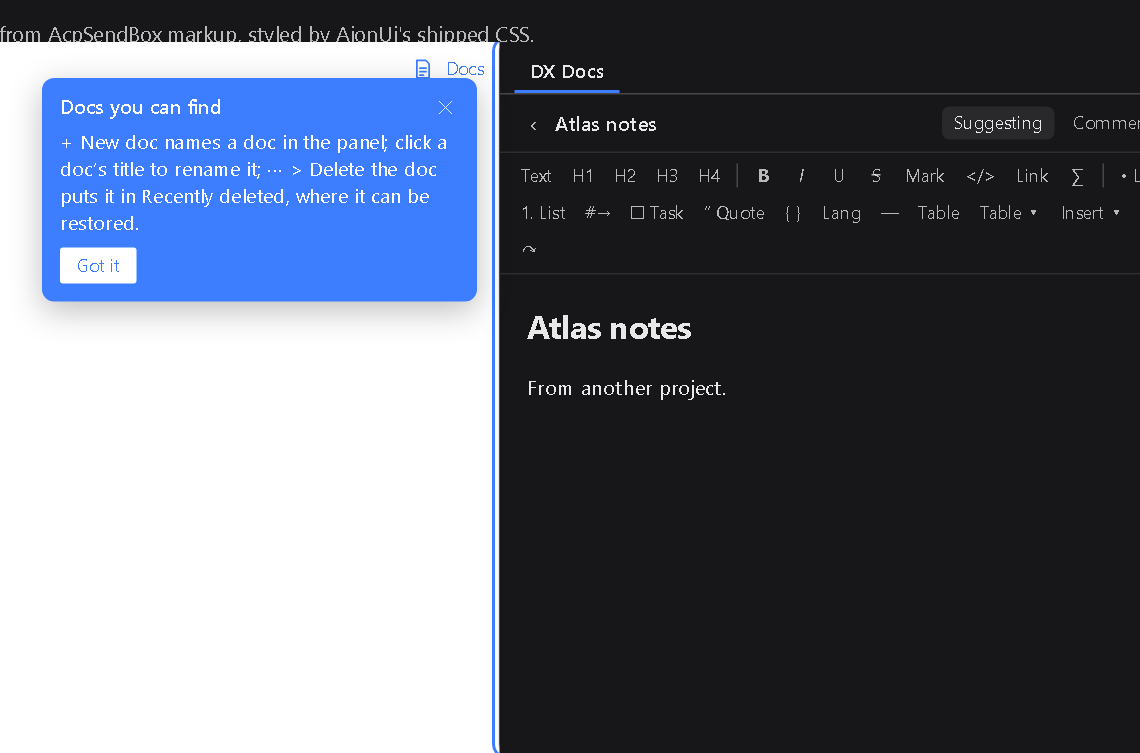 from AcpSendBox markup, styled by AionUi's shipped CSS.
Docs
Docs you can find
+ New doc names a doc in the panel; click a
doc's title to rename it; ··· > Delete the doc
puts it in Recently deleted, where it can be
restored.
Got it
DX Docs
‹ Atlas notes
Suggesting
Text H1 H2 H3 H4 B I U S Mark </> Link ∑ •
1. List #→ ☐ Task " Quote { } Lang — Table Table ▾ Insert ▾
↷
Atlas notes
From another project.